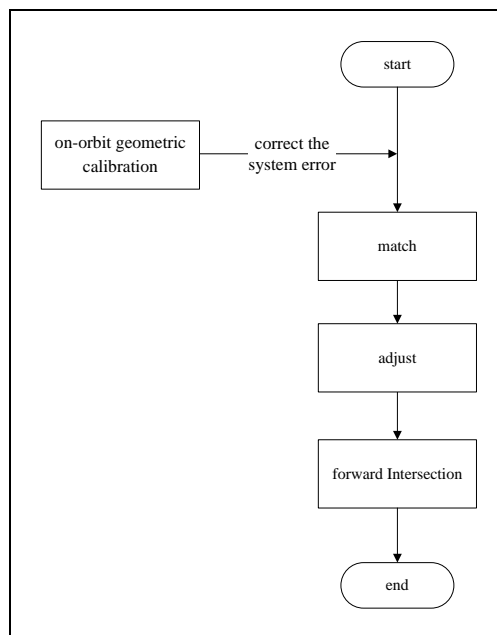 start
on-orbit geometric
calibration
correct the
system error
match
adjust
forward Intersection
end